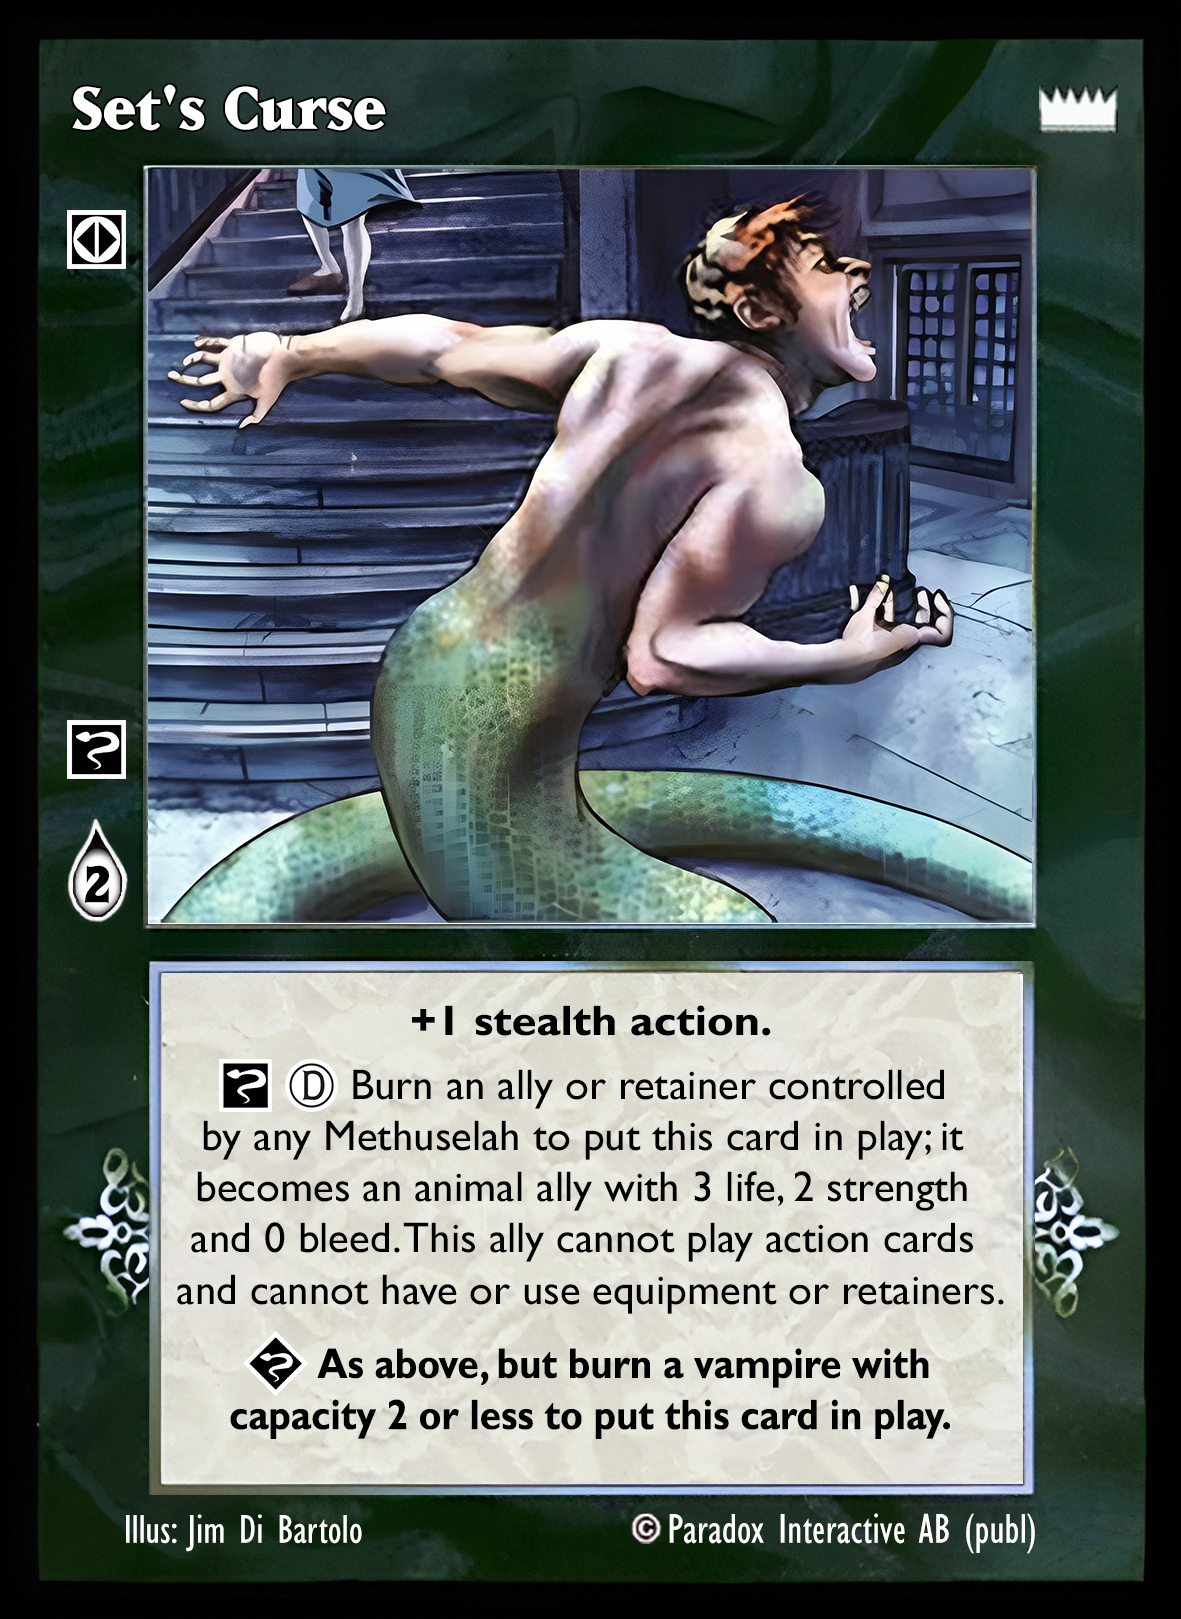 Set's Curse
2
+1 stealth action.
D Burn an ally or retainer controlled
by any Methuselah to put this card in play; it
becomes an animal ally with 3 life, 2 strength
and 0 bleed. This ally cannot play action cards
and cannot have or use equipment or retainers.
As above, but burn a vampire with
capacity 2 or less to put this card in play.
Illus: Jim Di Bartolo
© Paradox Interactive AB (publ)